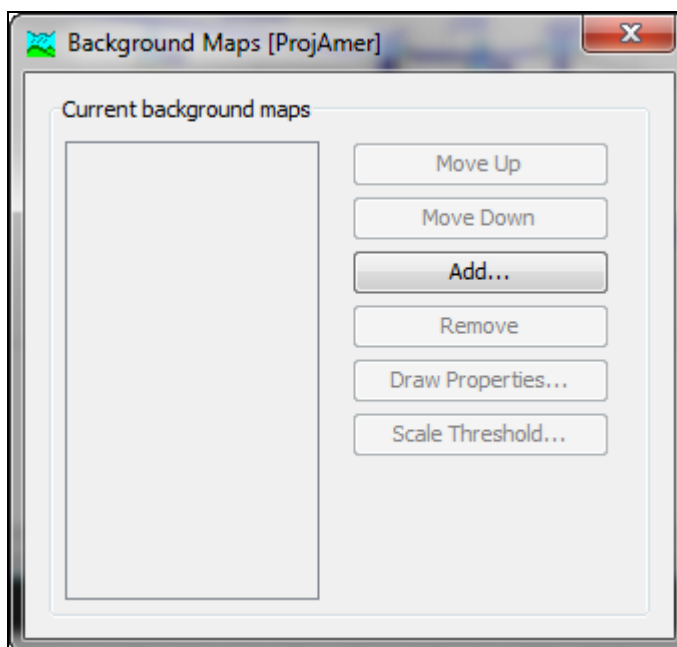 Background Maps [ProjAmer]
Current background maps
Move Up
Move Down
Add...
Remove
Draw Properties...
Scale Threshold...